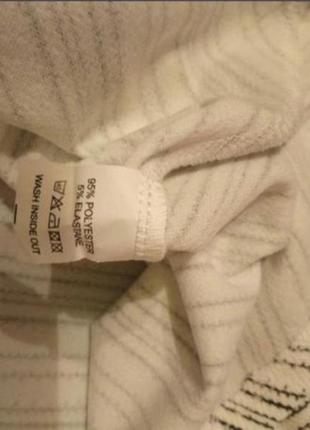 95% POLYESTER
5% ELASTANE
WASH INSIDE OUT